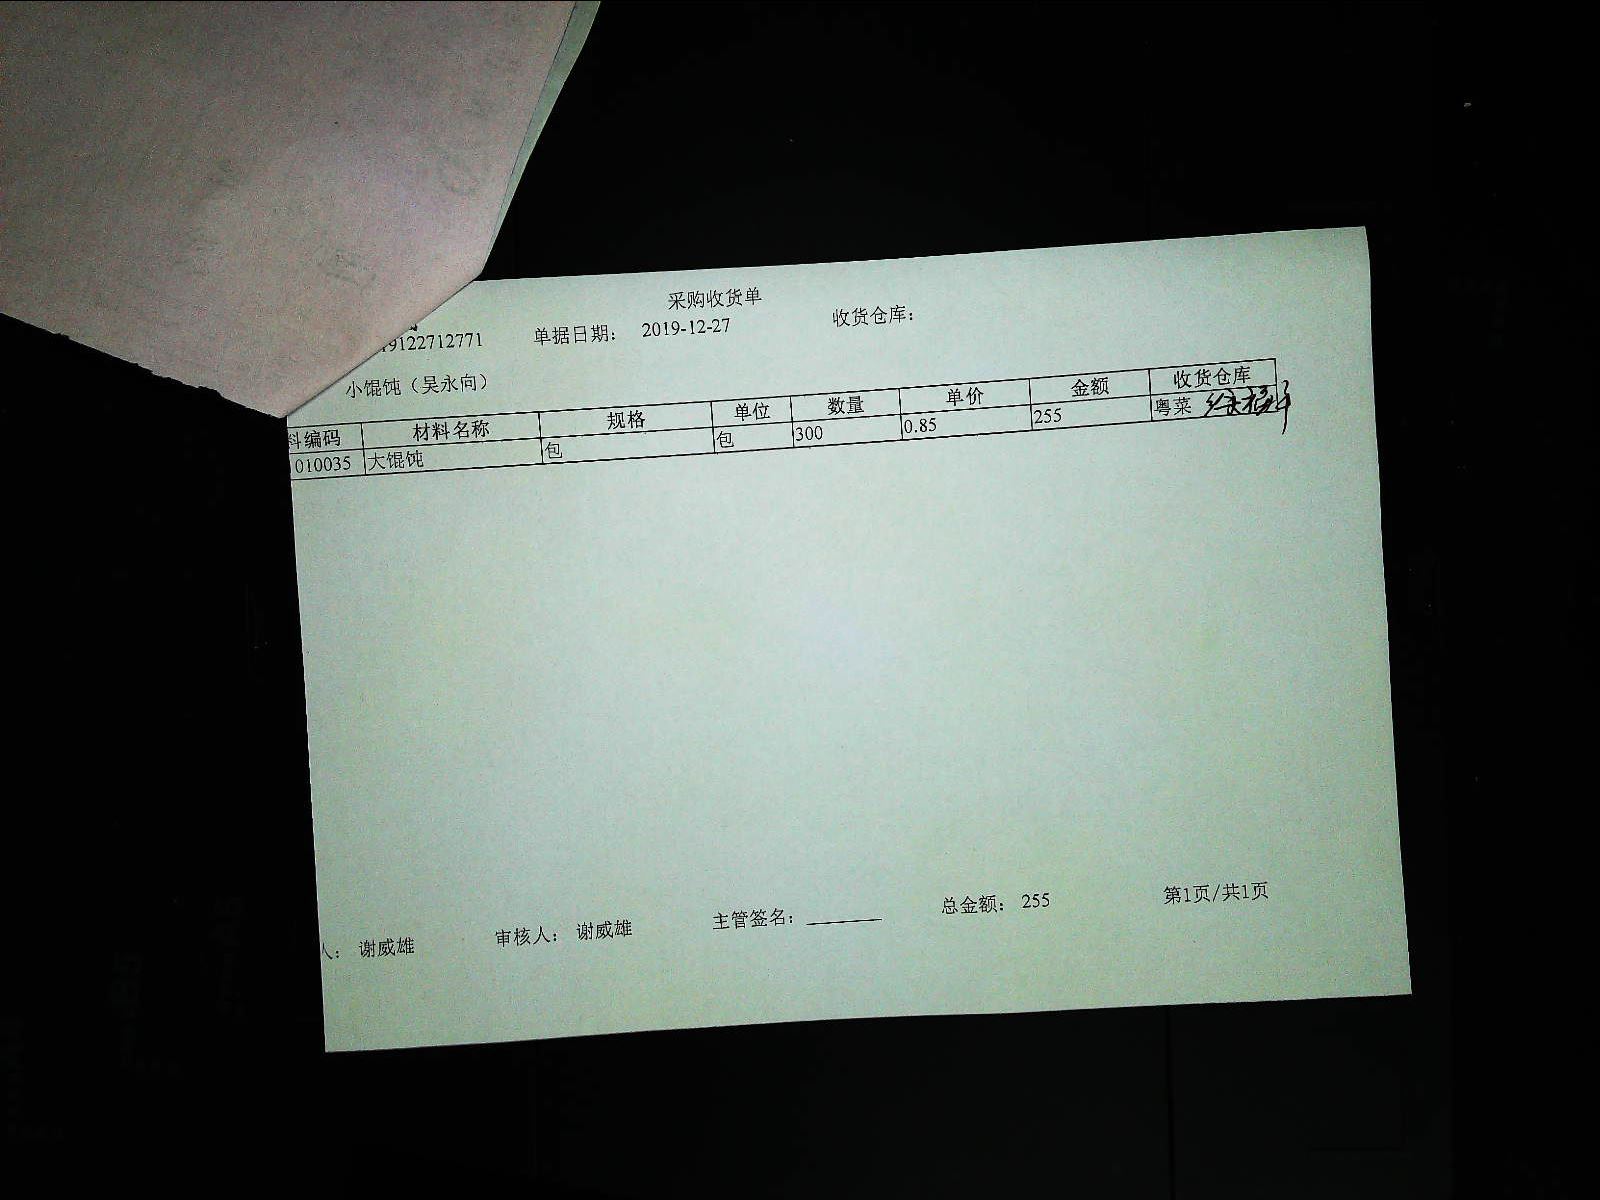 采购收货单
9122712771 单据日期： 2019-12-27 收货仓库：
小馄饨（吴永向）
料编码 材料名称 规格 单位 数量 单价 金额 收货仓库
010035 大馄饨 包 包 300 0.85 255 粤菜
人： 谢威雄 审核人： 谢威雄 主管签名： 总金额： 255 第1页/共1页